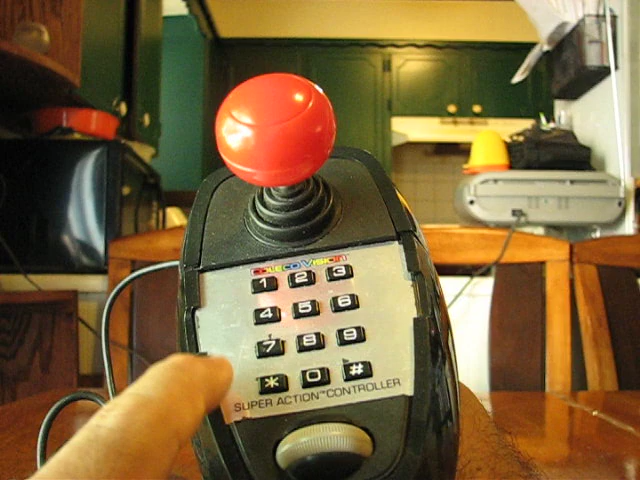 COLECOVISION
1 2 3
4 5 6
7 8 9
* 0 #
SUPER ACTION™ CONTROLLER